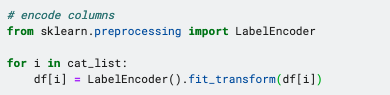 # encode columns
from sklearn.preprocessing import LabelEncoder
for i in cat_list:
    df[i] = LabelEncoder().fit_transform(df[i])